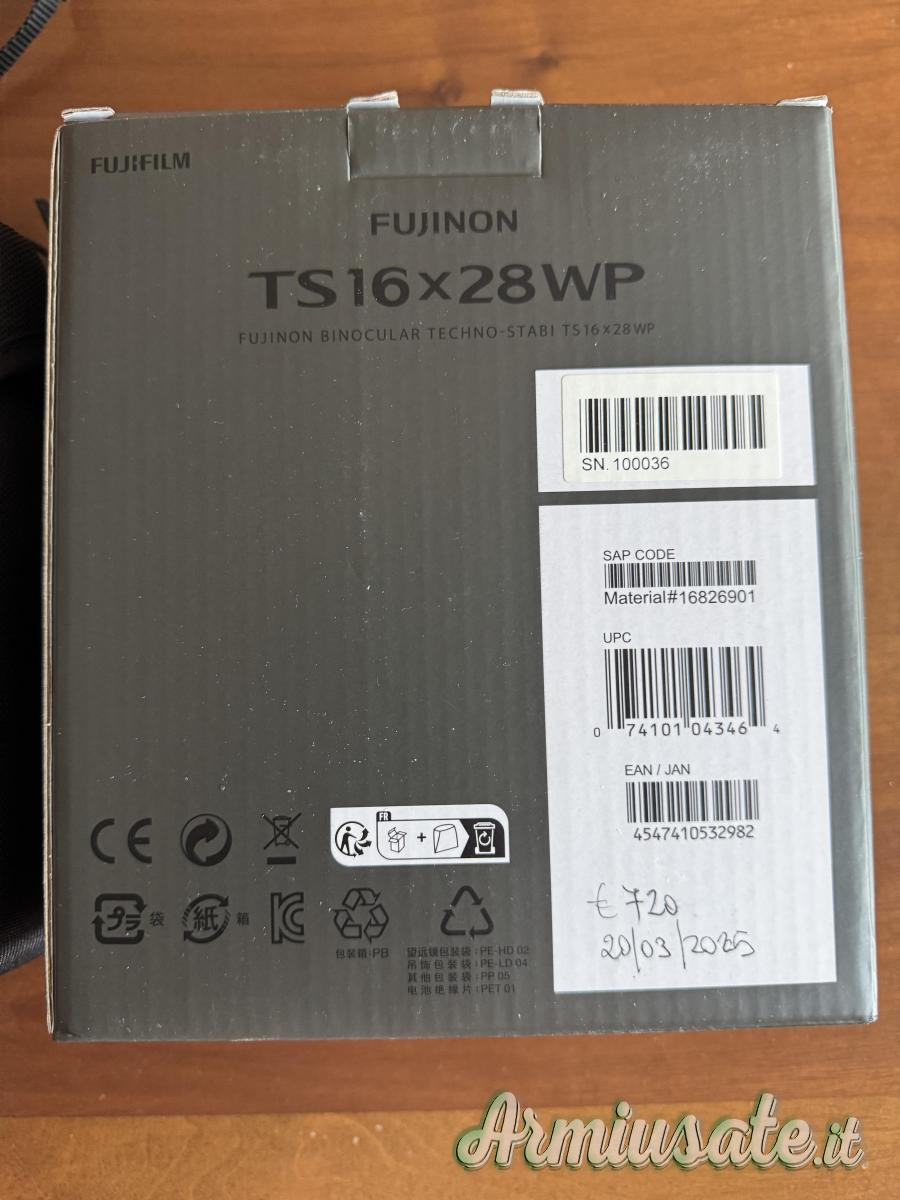 FUJIFILM
FUJINON
TS16×28WP
FUJINON BINOCULAR TECHNO-STABI TS16×28WP
SN. 100036
SAP CODE
Material#16826901
UPC
0 74101 04346 4
EAN / JAN
4547410532982
€ 720
20/03/2025
CE
FR
+
プラ 袋
紙 箱
包装箱:PB
望远镜包装袋:PE-HD 02
吊饰包装袋:PE-LD 04
其他包装袋:PP 05
电池绝缘片:PET 01
Armiusate.it